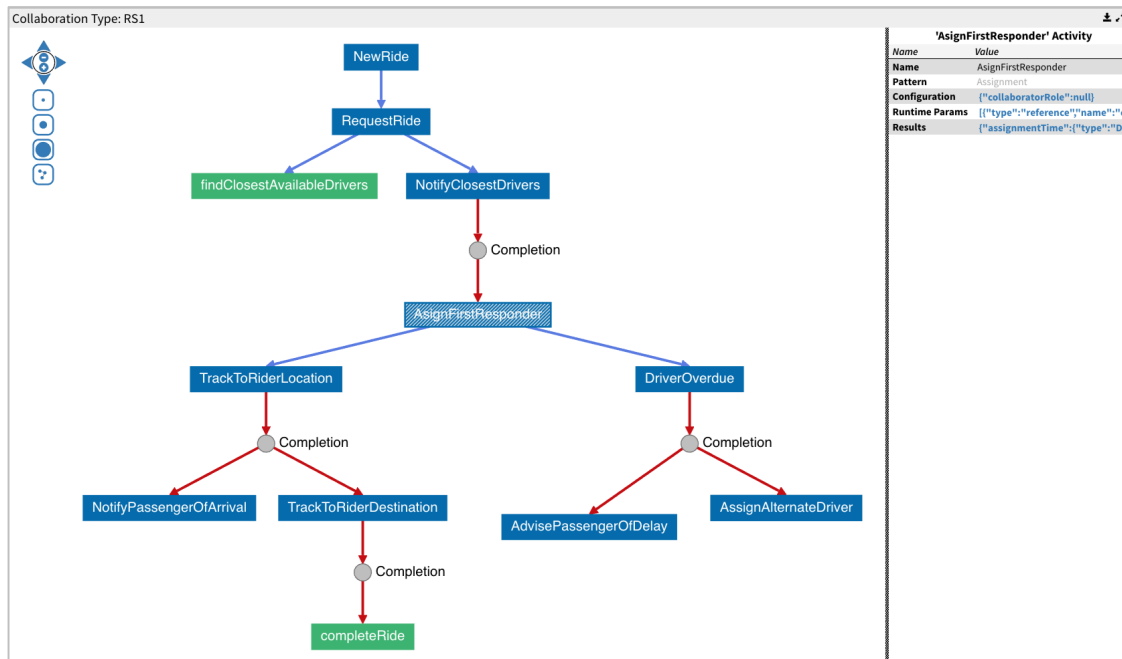 Collaboration Type: RS1
NewRide
RequestRide
findClosestAvailableDrivers
NotifyClosestDrivers
Completion
AsignFirstResponder
TrackToRiderLocation
DriverOverdue
Completion
Completion
NotifyPassengerOfArrival
TrackToRiderDestination
AdvisePassengerOfDelay
AssignAlternateDriver
Completion
completeRide
'AsignFirstResponder' Activity
Name Value
Name AsignFirstResponder
Pattern Assignment
Configuration {"collaboratorRole":null}
Runtime Params [{"type":"reference","name":"
Results {"assignmentTime":{"type":"D